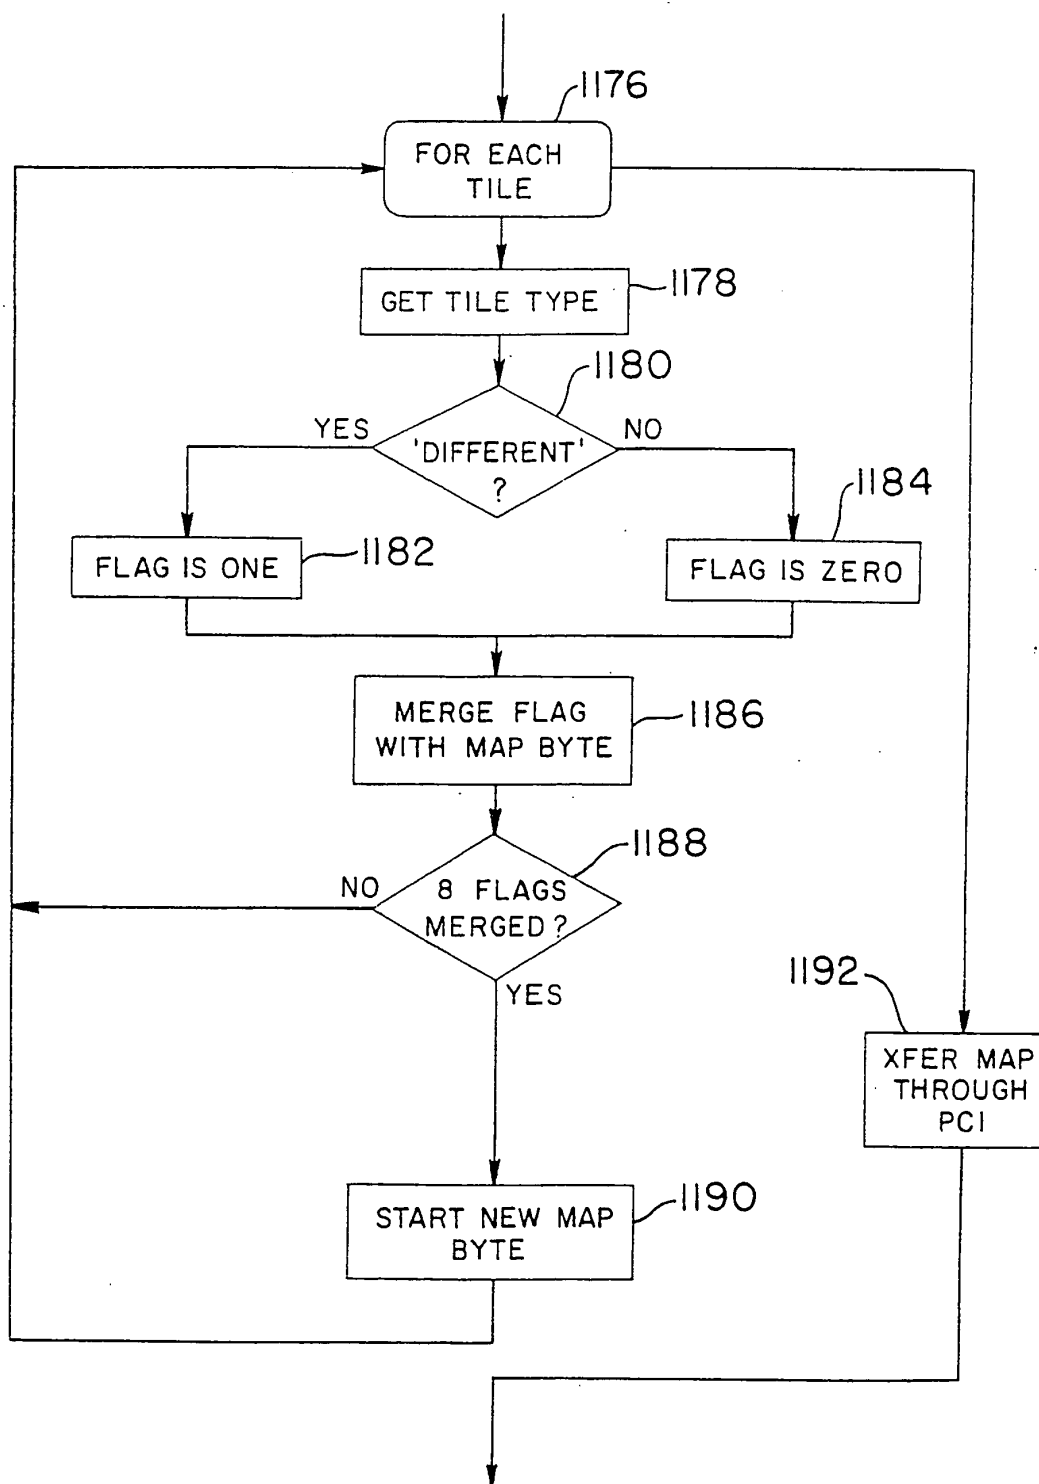 1176
FOR EACH
TILE
GET TILE TYPE
1178
1180
YES
'DIFFERENT'
?
NO
1184
FLAG IS ONE
1182
FLAG IS ZERO
MERGE FLAG
WITH MAP BYTE
1186
1188
NO
8 FLAGS
MERGED?
YES
1192
XFER MAP
THROUGH
PCI
START NEW MAP
BYTE
1190